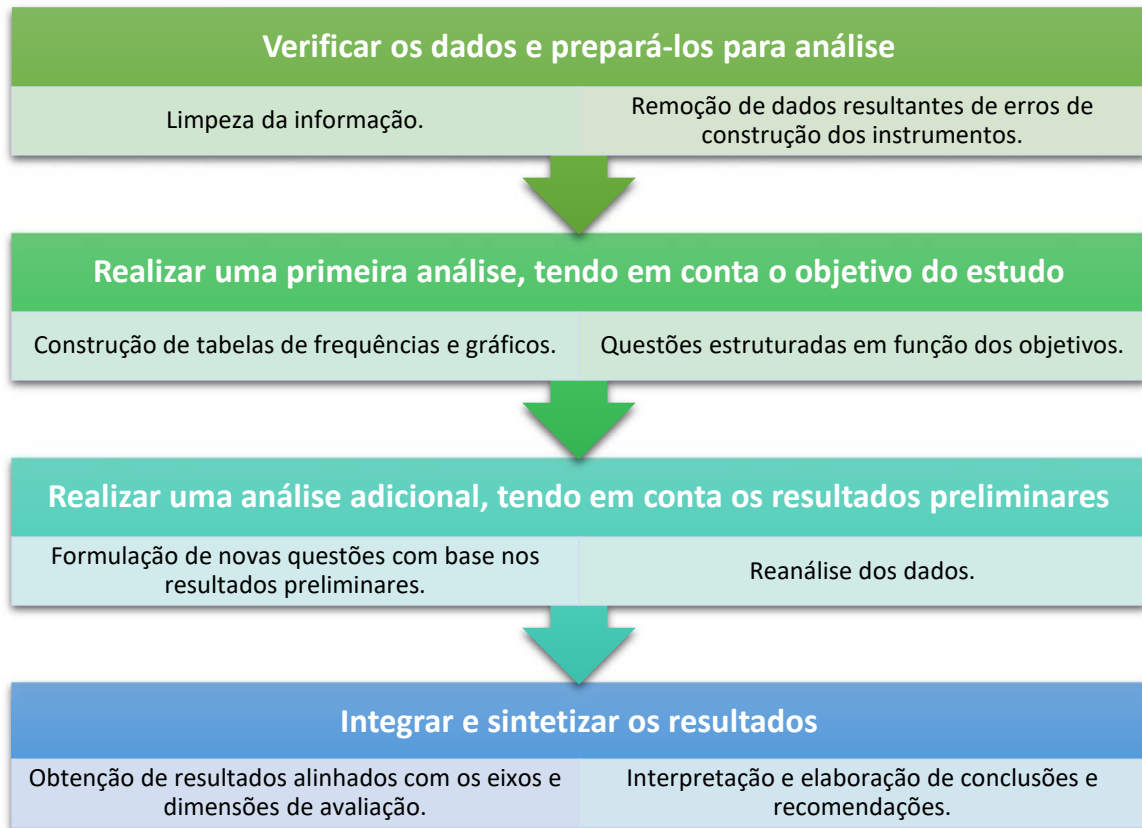 Verificar os dados e prepará-los para análise
Limpeza da informação.
Remoção de dados resultantes de erros de
construção dos instrumentos.
Realizar uma primeira análise, tendo em conta o objetivo do estudo
Construção de tabelas de frequências e gráficos.
Questões estruturadas em função dos objetivos.
Realizar uma análise adicional, tendo em conta os resultados preliminares
Formulação de novas questões com base nos
resultados preliminares.
Reanálise dos dados.
Integrar e sintetizar os resultados
Obtenção de resultados alinhados com os eixos e
dimensões de avaliação.
Interpretação e elaboração de conclusões e
recomendações.